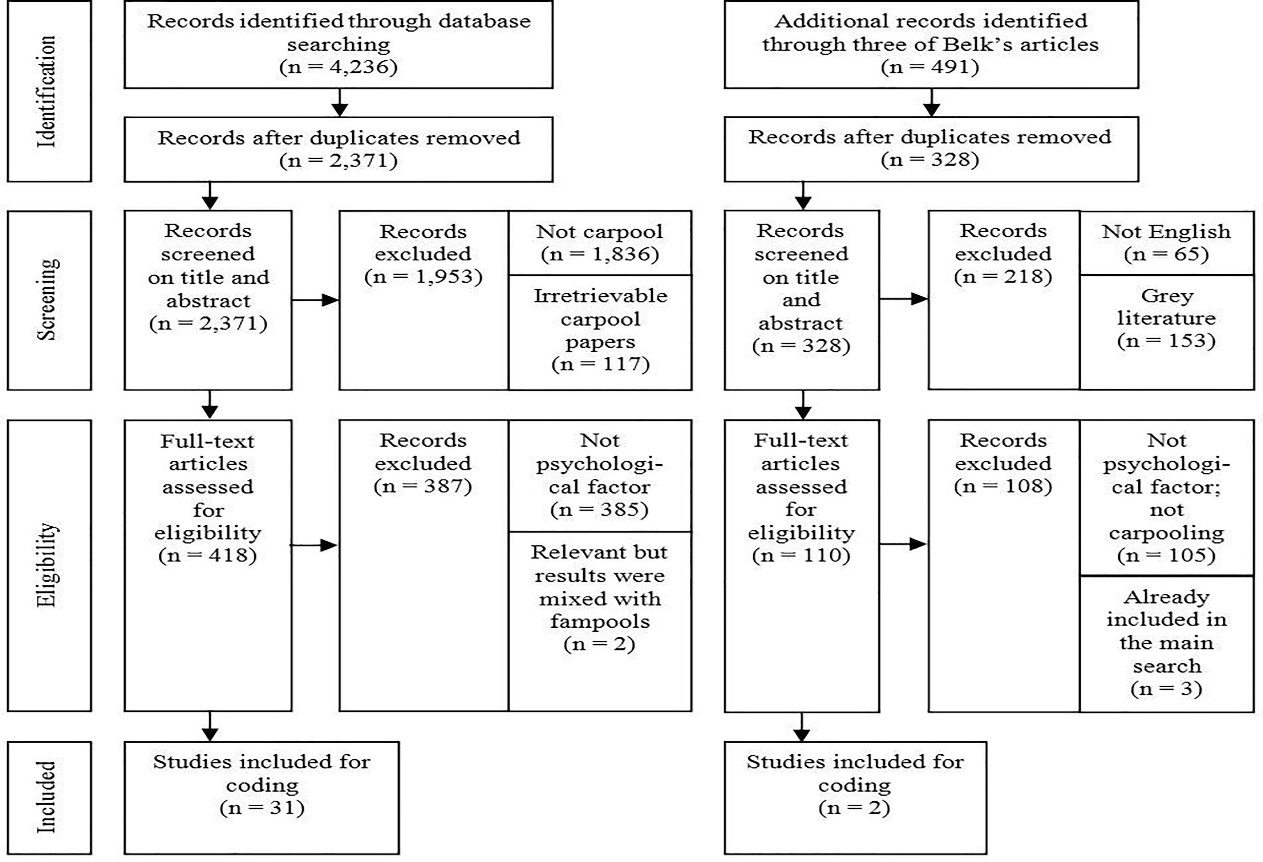 Identification
Records identified through database
searching
(n = 4,236)
Additional records identified
through three of Belk's articles
(n = 491)
Records after duplicates removed
(n = 2,371)
Records after duplicates removed
(n = 328)
Screening
Records
screened
on title and
abstract
(n = 2,371)
Records
excluded
(n = 1,953)
Not carpool
(n = 1,836)
Irretrievable
carpool
papers
(n = 117)
Records
screened
on title
and
abstract
(n = 328)
Records
excluded
(n = 218)
Not English
(n = 65)
Grey
literature
(n = 153)
Eligibility
Full-text
articles
assessed
for
eligibility
(n = 418)
Records
excluded
(n = 387)
Not
psychologi-
cal factor
(n = 385)
Relevant but
results were
mixed with
fampools
(n = 2)
Full-text
articles
assessed
for
eligibility
(n = 110)
Records
excluded
(n = 108)
Not
psychologi-
cal factor;
not
carpooling
(n = 105)
Already
included in
the main
search
(n = 3)
Included
Studies included for
coding
(n = 31)
Studies included for
coding
(n = 2)